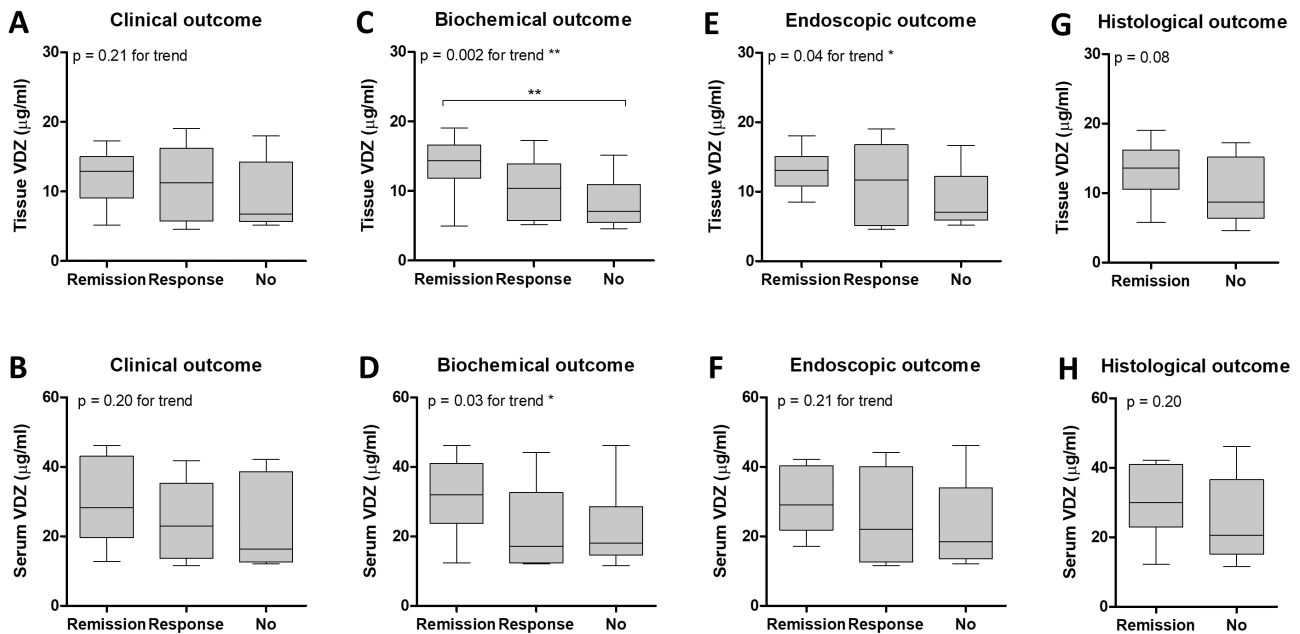 A
Clinical outcome
p = 0.21 for trend
Tissue VDZ (µg/ml)
30
20
10
0
Remission Response No
C
Biochemical outcome
p = 0.002 for trend **
**
Tissue VDZ (µg/ml)
30
20
10
0
Remission Response No
E
Endoscopic outcome
p = 0.04 for trend *
Tissue VDZ (µg/ml)
30
20
10
0
Remission Response No
G
Histological outcome
p = 0.08
Tissue VDZ (µg/ml)
30
20
10
0
Remission No
B
Clinical outcome
p = 0.20 for trend
Serum VDZ (µg/ml)
60
40
20
0
Remission Response No
D
Biochemical outcome
p = 0.03 for trend *
Serum VDZ (µg/ml)
60
40
20
0
Remission Response No
F
Endoscopic outcome
p = 0.21 for trend
Serum VDZ (µg/ml)
60
40
20
0
Remission Response No
H
Histological outcome
p = 0.20
Serum VDZ (µg/ml)
60
40
20
0
Remission No